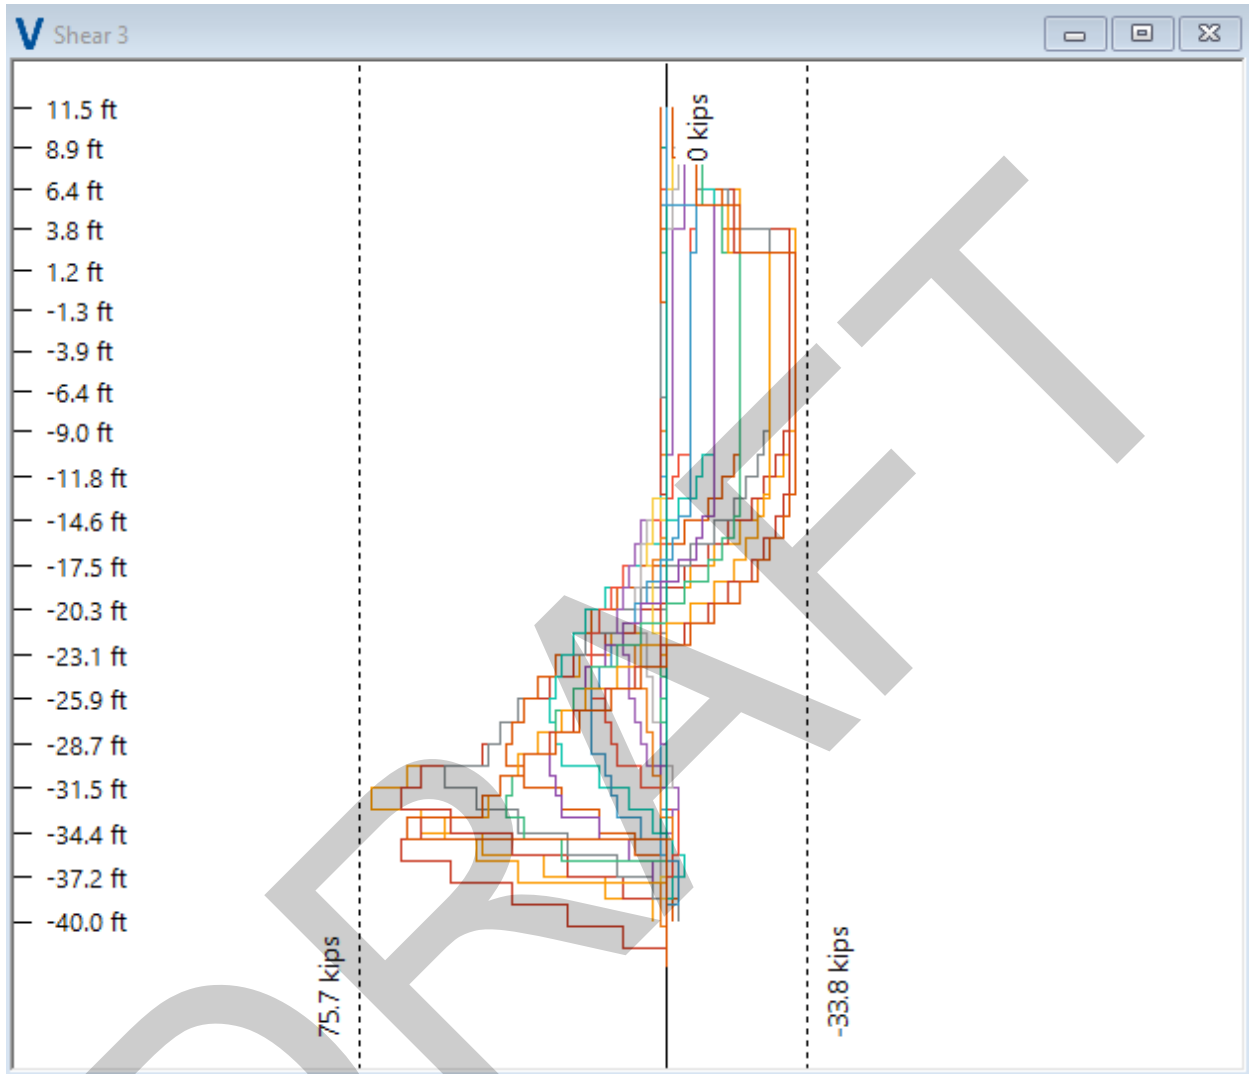 V Shear 3
0 kips
11.5 ft
8.9 ft
6.4 ft
3.8 ft
1.2 ft
-1.3 ft
-3.9 ft
-6.4 ft
-9.0 ft
-11.8 ft
-14.6 ft
-17.5 ft
-20.3 ft
-23.1 ft
-25.9 ft
-28.7 ft
-31.5 ft
-34.4 ft
-37.2 ft
-40.0 ft
75.7 kips
-33.8 kips
DRAFT